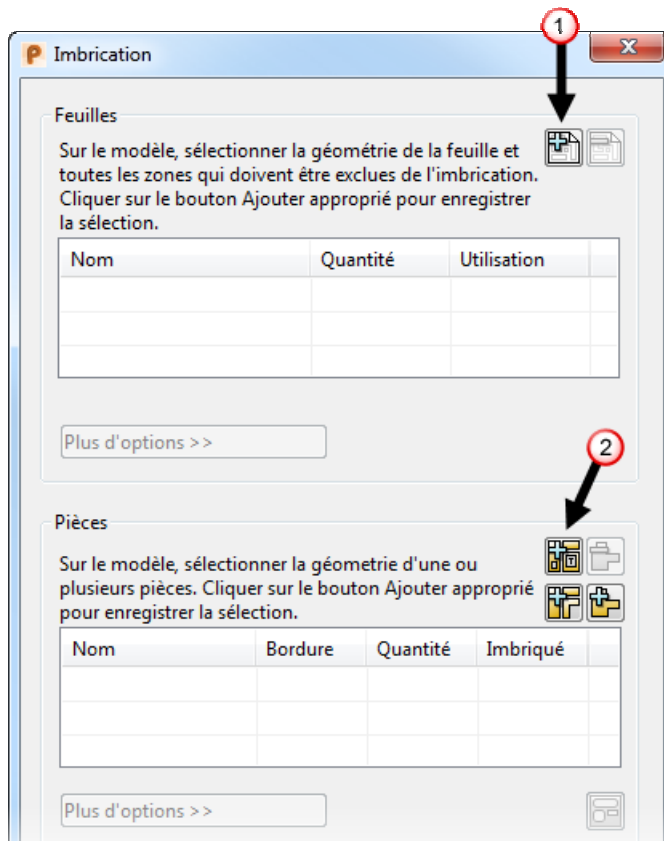 1
Imbrication
Feuilles
Sur le modèle, sélectionner la géométrie de la feuille et
toutes les zones qui doivent être exclues de l'imbrication.
Cliquer sur le bouton Ajouter approprié pour enregistrer
la sélection.
Nom Quantité Utilisation
Plus d'options >>
2
Pièces
Sur le modèle, sélectionner la géometrie d'une ou
plusieurs pièces. Cliquer sur le bouton Ajouter approprié
pour enregistrer la sélection.
Nom Bordure Quantité Imbriqué
Plus d'options >>